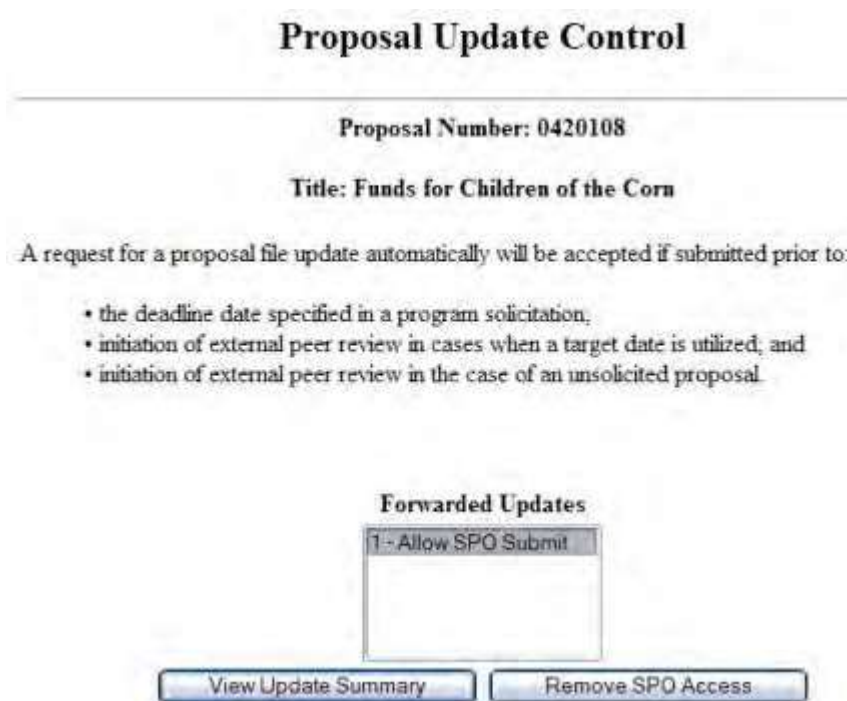 Proposal Update Control
Proposal Number: 0420108
Title: Funds for Children of the Corn
A request for a proposal file update automatically will be accepted if submitted prior to:
• the deadline date specified in a program solicitation;
• initiation of external peer review in cases when a target date is utilized; and
• initiation of external peer review in the case of an unsolicited proposal.
Forwarded Updates
1 - Allow SPO Submit
View Update Summary Remove SPO Access